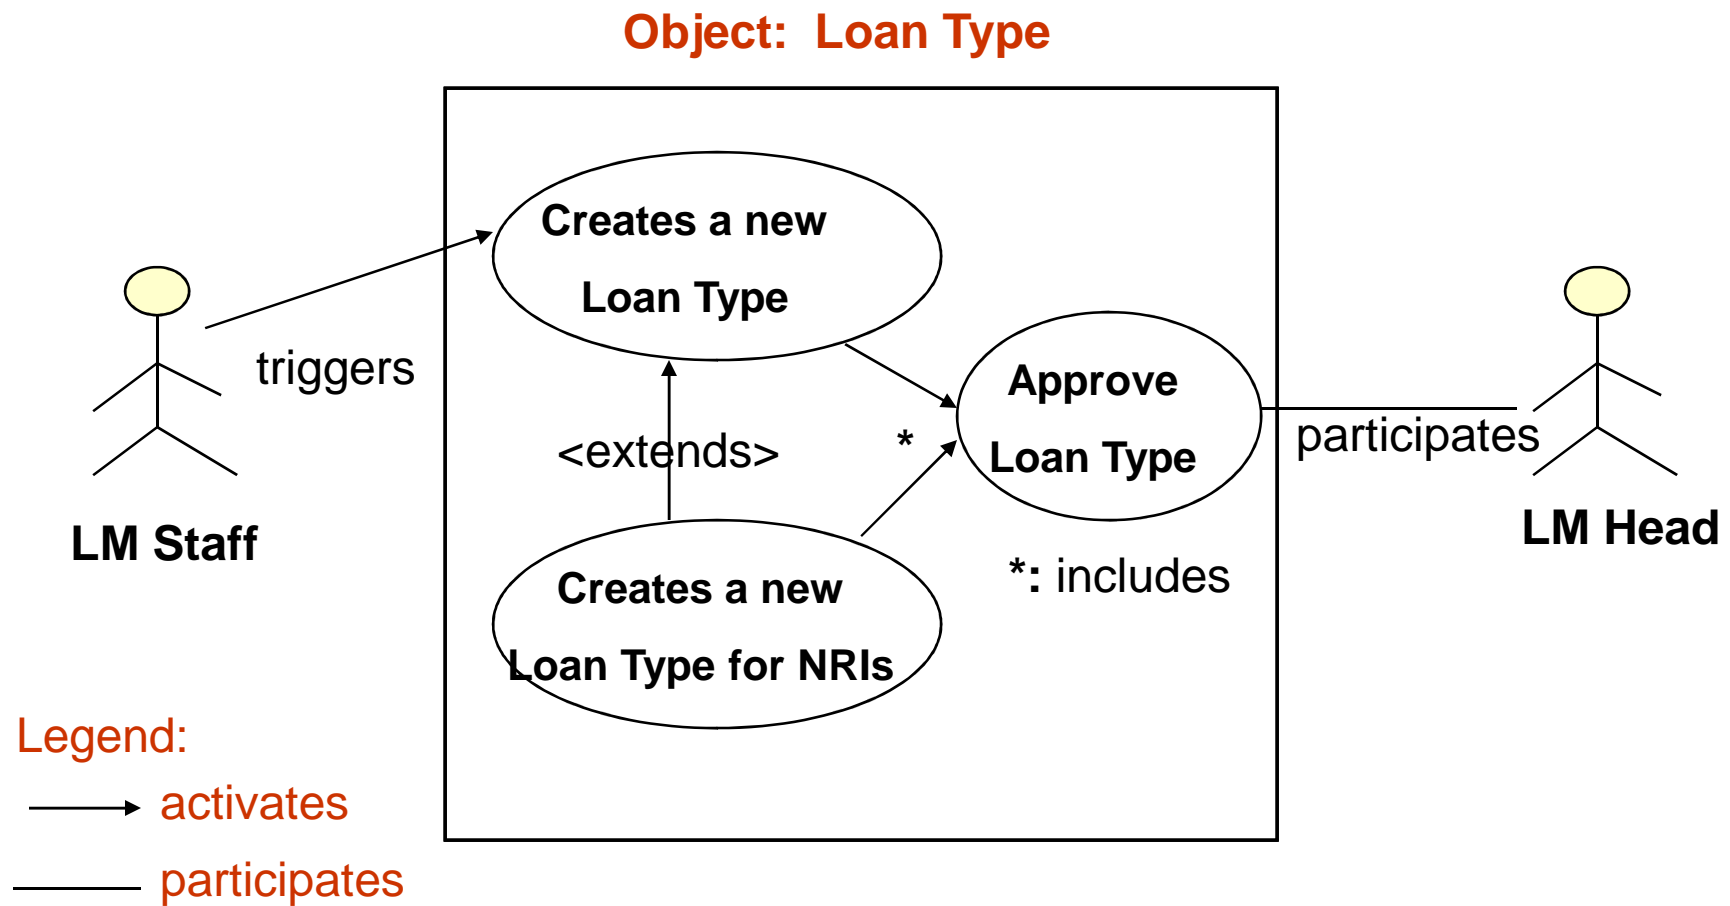 Object:  Loan Type
Creates a new
Loan Type
triggers
Approve
Loan Type
participates
<extends>
*
LM Staff
LM Head
*: includes
Creates a new
Loan Type for NRIs
Legend:
activates
participates